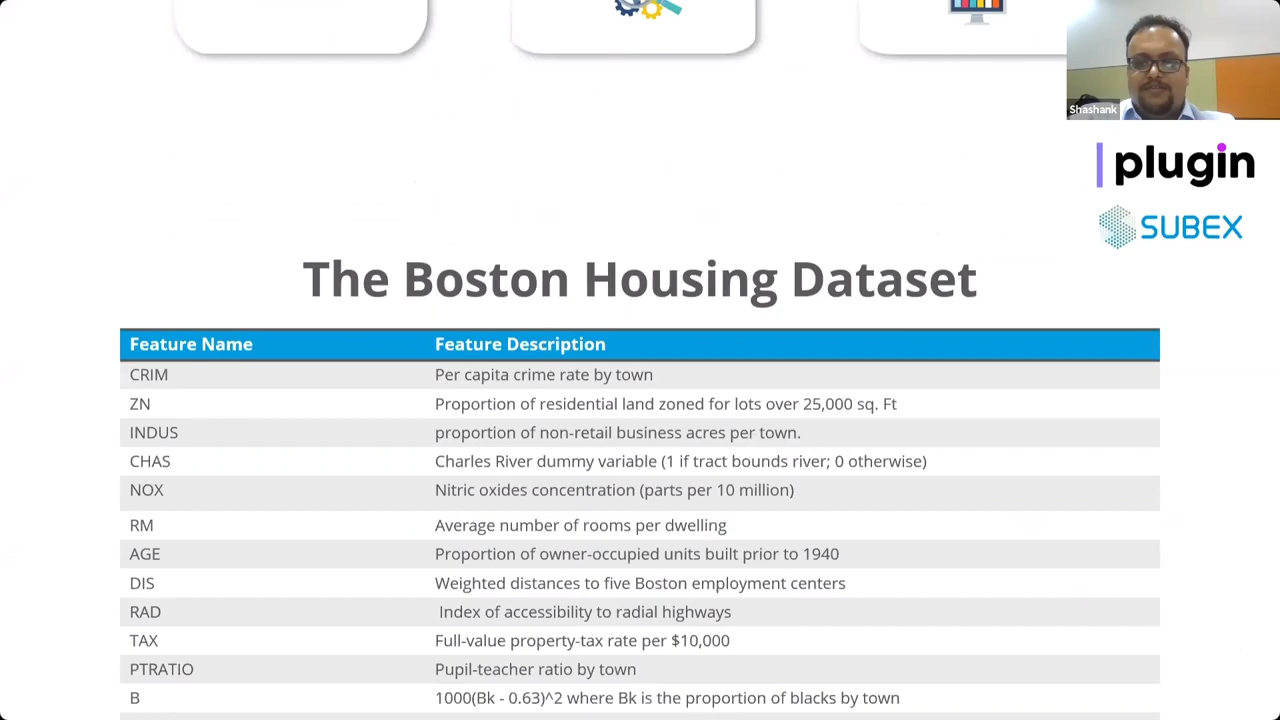 Shashank
plugin
SUBEX
The Boston Housing Dataset
Feature Name Feature Description
CRIM Per capita crime rate by town
ZN Proportion of residential land zoned for lots over 25,000 sq. Ft
INDUS proportion of non-retail business acres per town.
CHAS Charles River dummy variable (1 if tract bounds river; 0 otherwise)
NOX Nitric oxides concentration (parts per 10 million)
RM Average number of rooms per dwelling
AGE Proportion of owner-occupied units built prior to 1940
DIS Weighted distances to five Boston employment centers
RAD Index of accessibility to radial highways
TAX Full-value property-tax rate per $10,000
PTRATIO Pupil-teacher ratio by town
B 1000(Bk - 0.63)^2 where Bk is the proportion of blacks by town